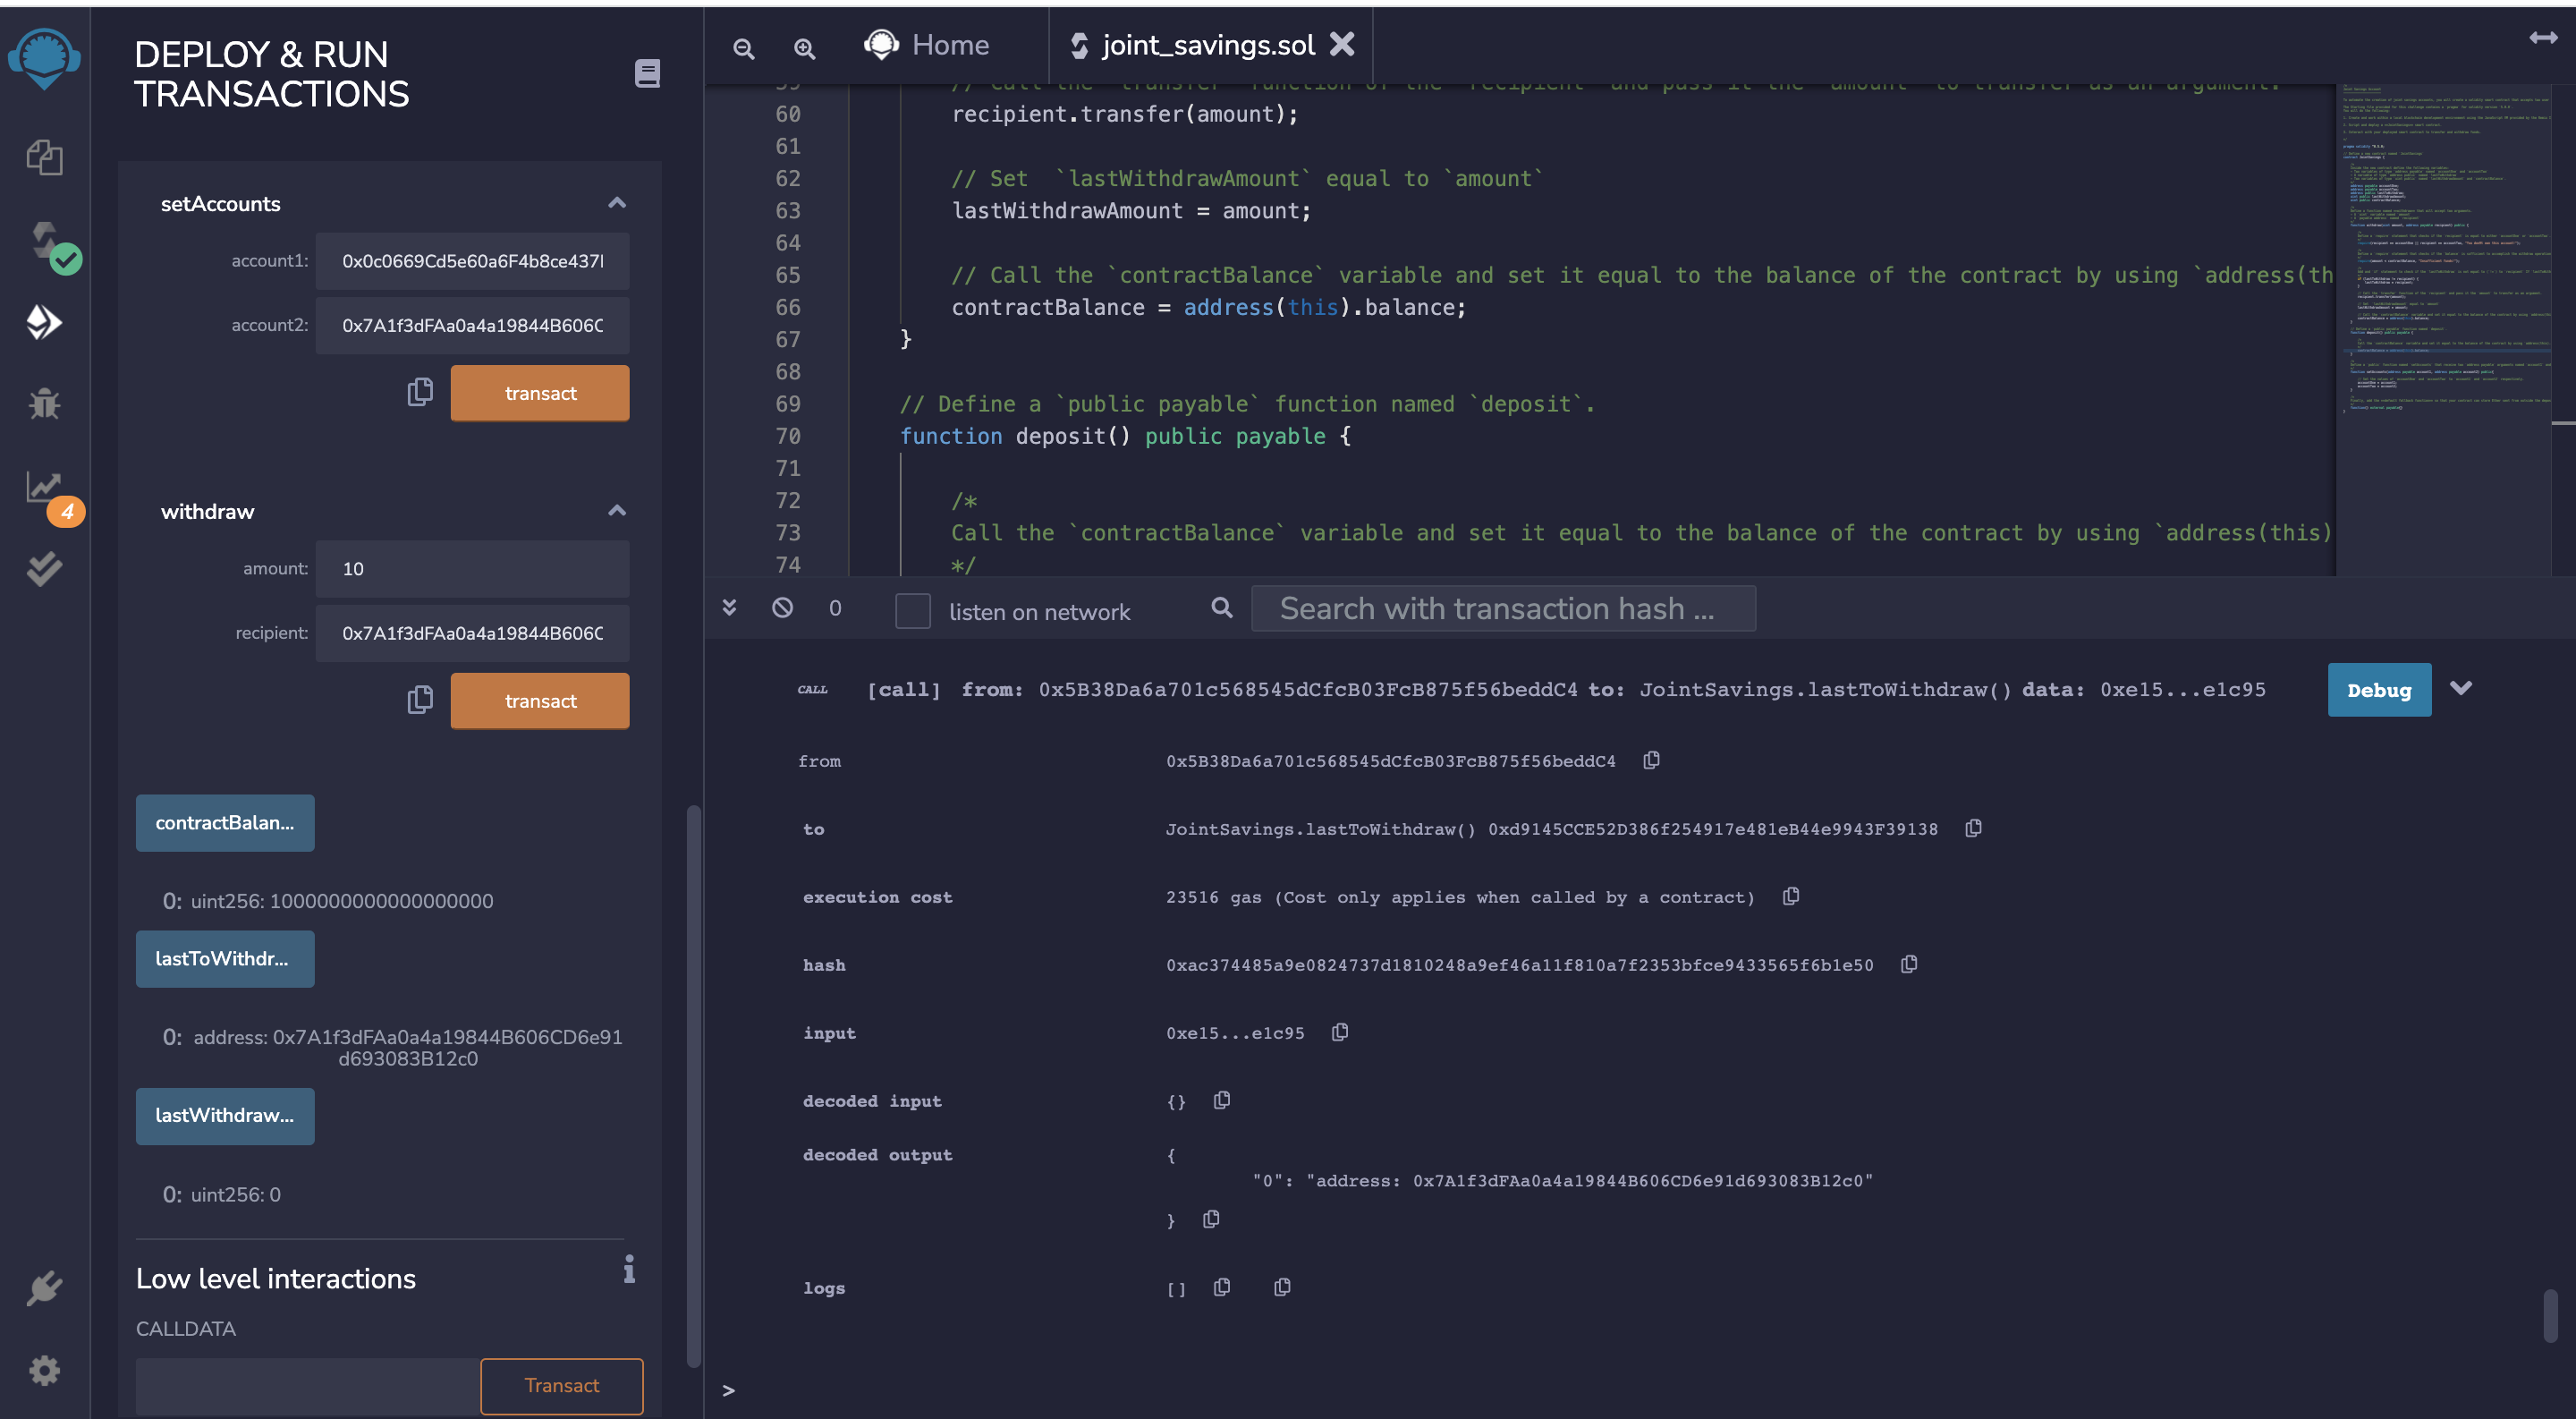 DEPLOY & RUN
TRANSACTIONS
setAccounts
account1: 0x0c0669Cd5e60a6F4b8ce437
account2: 0x7A1f3dFAa0a4a19844B606C
transact
withdraw
amount: 10
recipient: 0x7A1f3dFAa0a4a19844B606C
transact
contractBalan...
0: uint256: 1000000000000000000
lastToWithdr...
0: address: 0x7A1f3dFAa0a4a19844B606CD6e91
d693083B12c0
lastWithdraw...
0: uint256: 0
Low level interactions
CALLDATA
Transact
4
Home
joint_savings.sol
59 // Call the `transfer` function of the `recipient` and pass it the `amount` to transfer as an argument.
60 recipient.transfer(amount);
61
62 // Set  `lastWithdrawAmount` equal to `amount`
63 lastWithdrawAmount = amount;
64
65 // Call the `contractBalance` variable and set it equal to the balance of the contract by using `address(th
66 contractBalance = address(this).balance;
67 }
68
69 // Define a `public payable` function named `deposit`.
70 function deposit() public payable {
71
72 /*
73 Call the `contractBalance` variable and set it equal to the balance of the contract by using `address(this)
74 */
0
listen on network
Search with transaction hash ...
CALL [call] from: 0x5B38Da6a701c568545dCfcB03FcB875f56beddC4 to: JointSavings.lastToWithdraw() data: 0xe15...e1c95
Debug
from 0x5B38Da6a701c568545dCfcB03FcB875f56beddC4
to JointSavings.lastToWithdraw() 0xd9145CCE52D386f254917e481eB44e9943F39138
execution cost 23516 gas (Cost only applies when called by a contract)
hash 0xac374485a9e0824737d1810248a9ef46a11f810a7f2353bfce9433565f6b1e50
input 0xe15...e1c95
decoded input {}
decoded output {
"0": "address: 0x7A1f3dFAa0a4a19844B606CD6e91d693083B12c0"
}
logs []
>